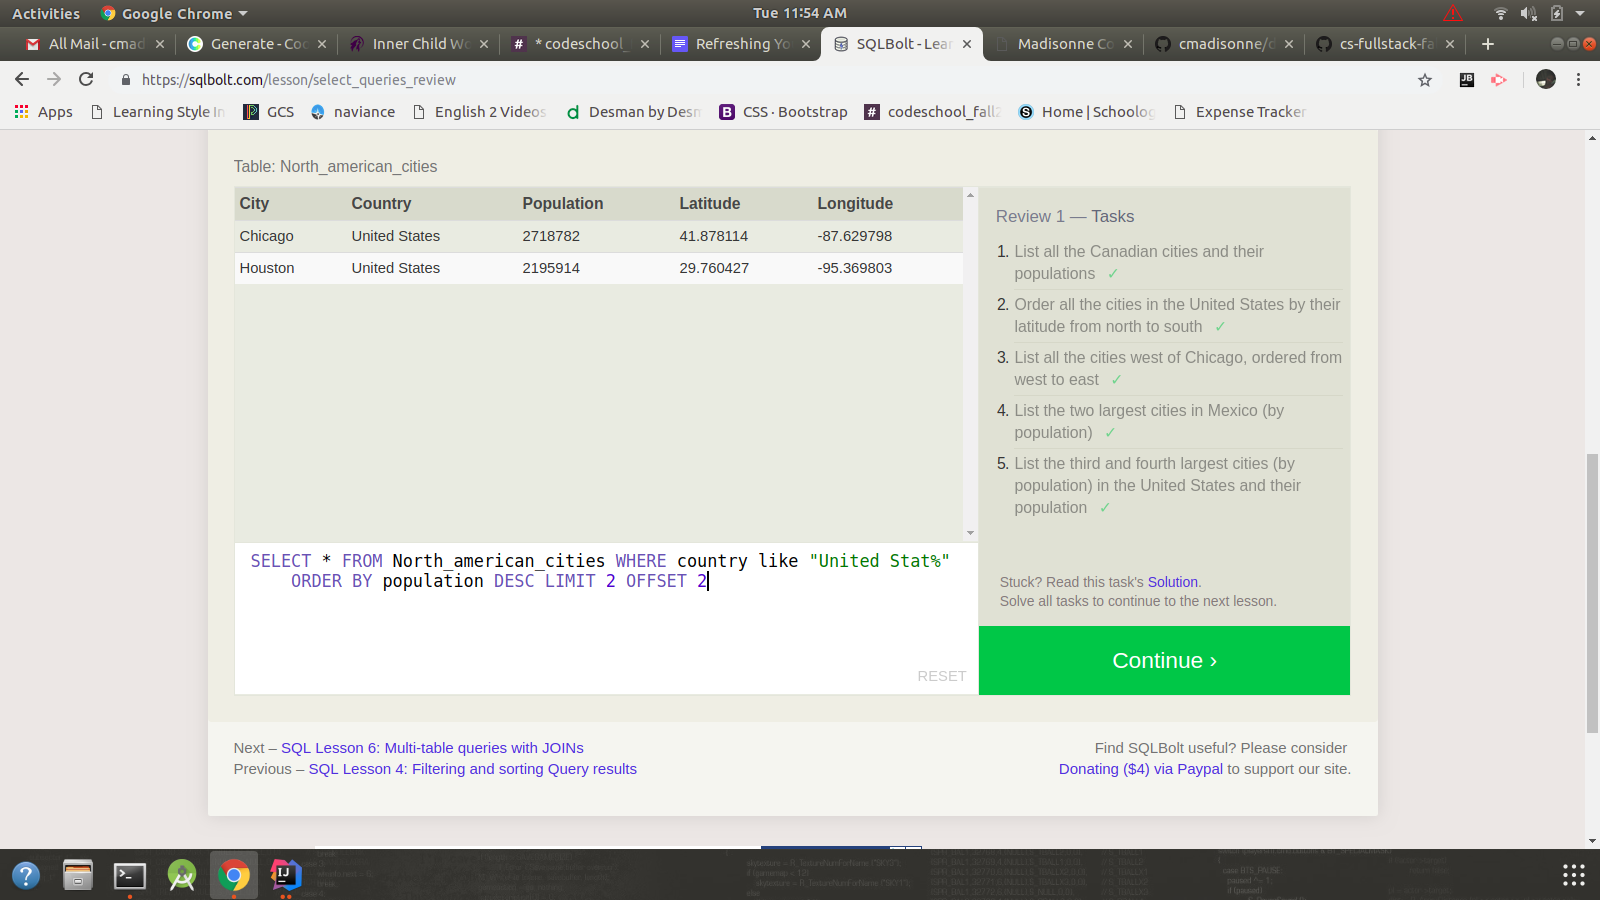 Activities Google Chrome Tue 11:54 AM
All Mail - cmad Generate - Coo Inner Child Wo * codeschool_ Refreshing Yo SQLBolt - Lear Madisonne Co cmadisonne/d cs-fullstack-fa
https://sqlbolt.com/lesson/select_queries_review
Apps Learning Style In GCS naviance English 2 Videos Desman by Desm CSS · Bootstrap codeschool_fall2 Home | Schoolog Expense Tracker
Table: North_american_cities
City Country Population Latitude Longitude
Chicago United States 2718782 41.878114 -87.629798
Houston United States 2195914 29.760427 -95.369803
Review 1 — Tasks
1. List all the Canadian cities and their
populations ✓
2. Order all the cities in the United States by their
latitude from north to south ✓
3. List all the cities west of Chicago, ordered from
west to east ✓
4. List the two largest cities in Mexico (by
population) ✓
5. List the third and fourth largest cities (by
population) in the United States and their
population ✓
SELECT * FROM North_american_cities WHERE country like "United Stat%"
ORDER BY population DESC LIMIT 2 OFFSET 2
RESET
Stuck? Read this task's Solution.
Solve all tasks to continue to the next lesson.
Continue ›
Next – SQL Lesson 6: Multi-table queries with JOINs
Previous – SQL Lesson 4: Filtering and sorting Query results
Find SQLBolt useful? Please consider
Donating ($4) via Paypal to support our site.